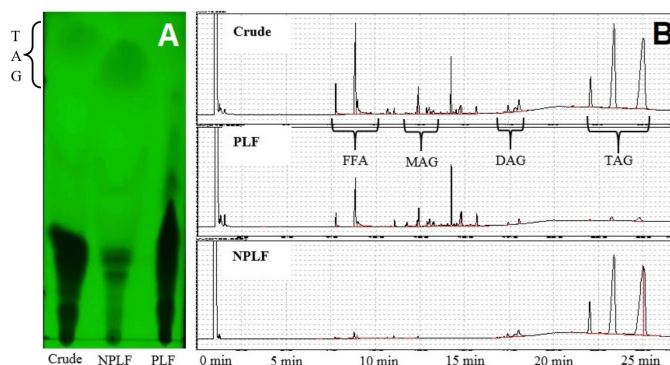 T
A
G
A
Crude NPLF PLF
B
Crude
FFA MAG DAG TAG
PLF
NPLF
0 min 5 min 10 min 15 min 20 min 25 min